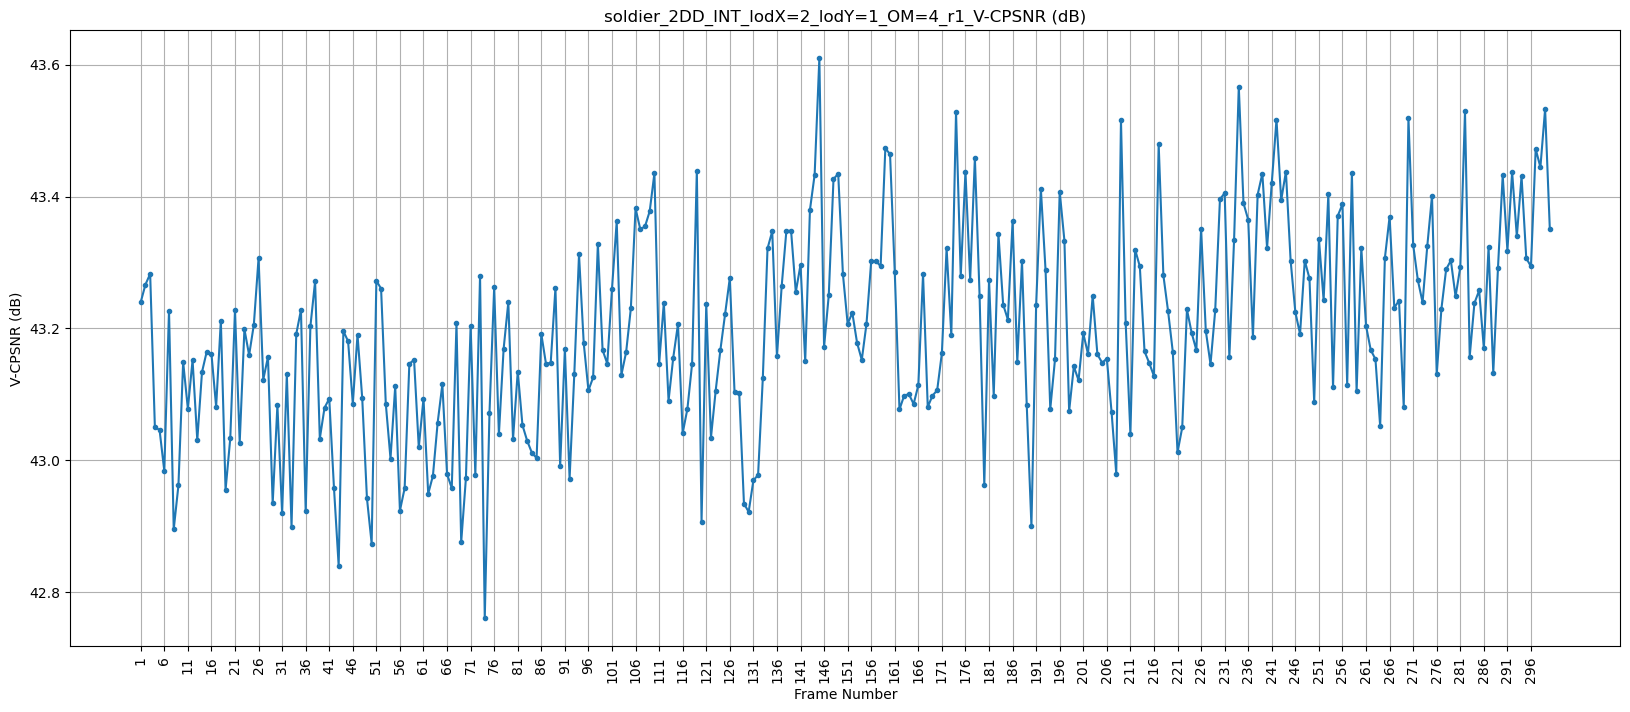 soldier_2DD_INT_lodX=2_lodY=1_OM=4_r1_V-CPSNR (dB)
V-CPSNR (dB)
43.6
43.4
43.2
43.0
42.8
1 6 11 16 21 26 31 36 41 46 51 56 61 66 71 76 81 86 91 96 101 106 111 116 121 126 131 136 141 146 151 156 161 166 171 176 181 186 191 196 201 206 211 216 221 226 231 236 241 246 251 256 261 266 271 276 281 286 291 296
Frame Number